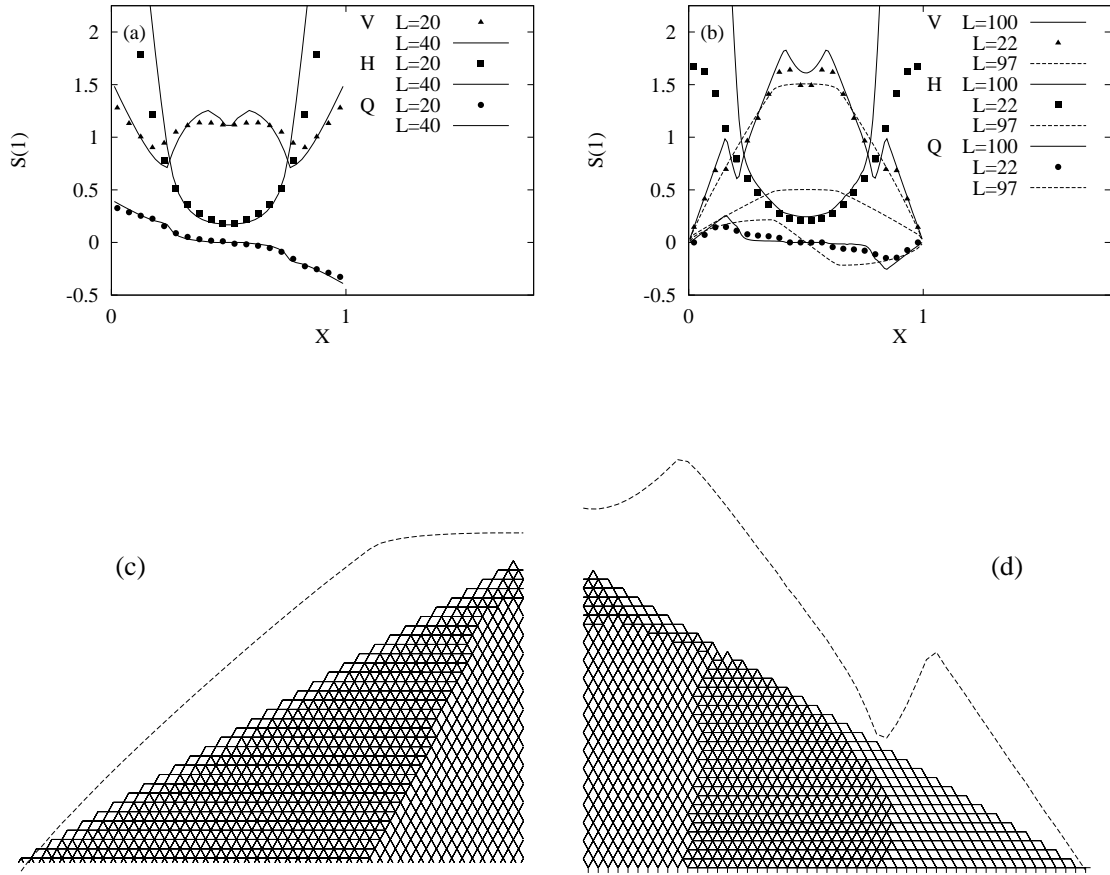 (a)
V L=20
L=40
H L=20
L=40
Q L=20
L=40
S(1)
2
1.5
1
0.5
0
-0.5
0 1
X
(b)
V L=100
L=22
L=97
H L=100
L=22
L=97
Q L=100
L=22
L=97
S(1)
2
1.5
1
0.5
0
-0.5
0 1
X
(c)
(d)